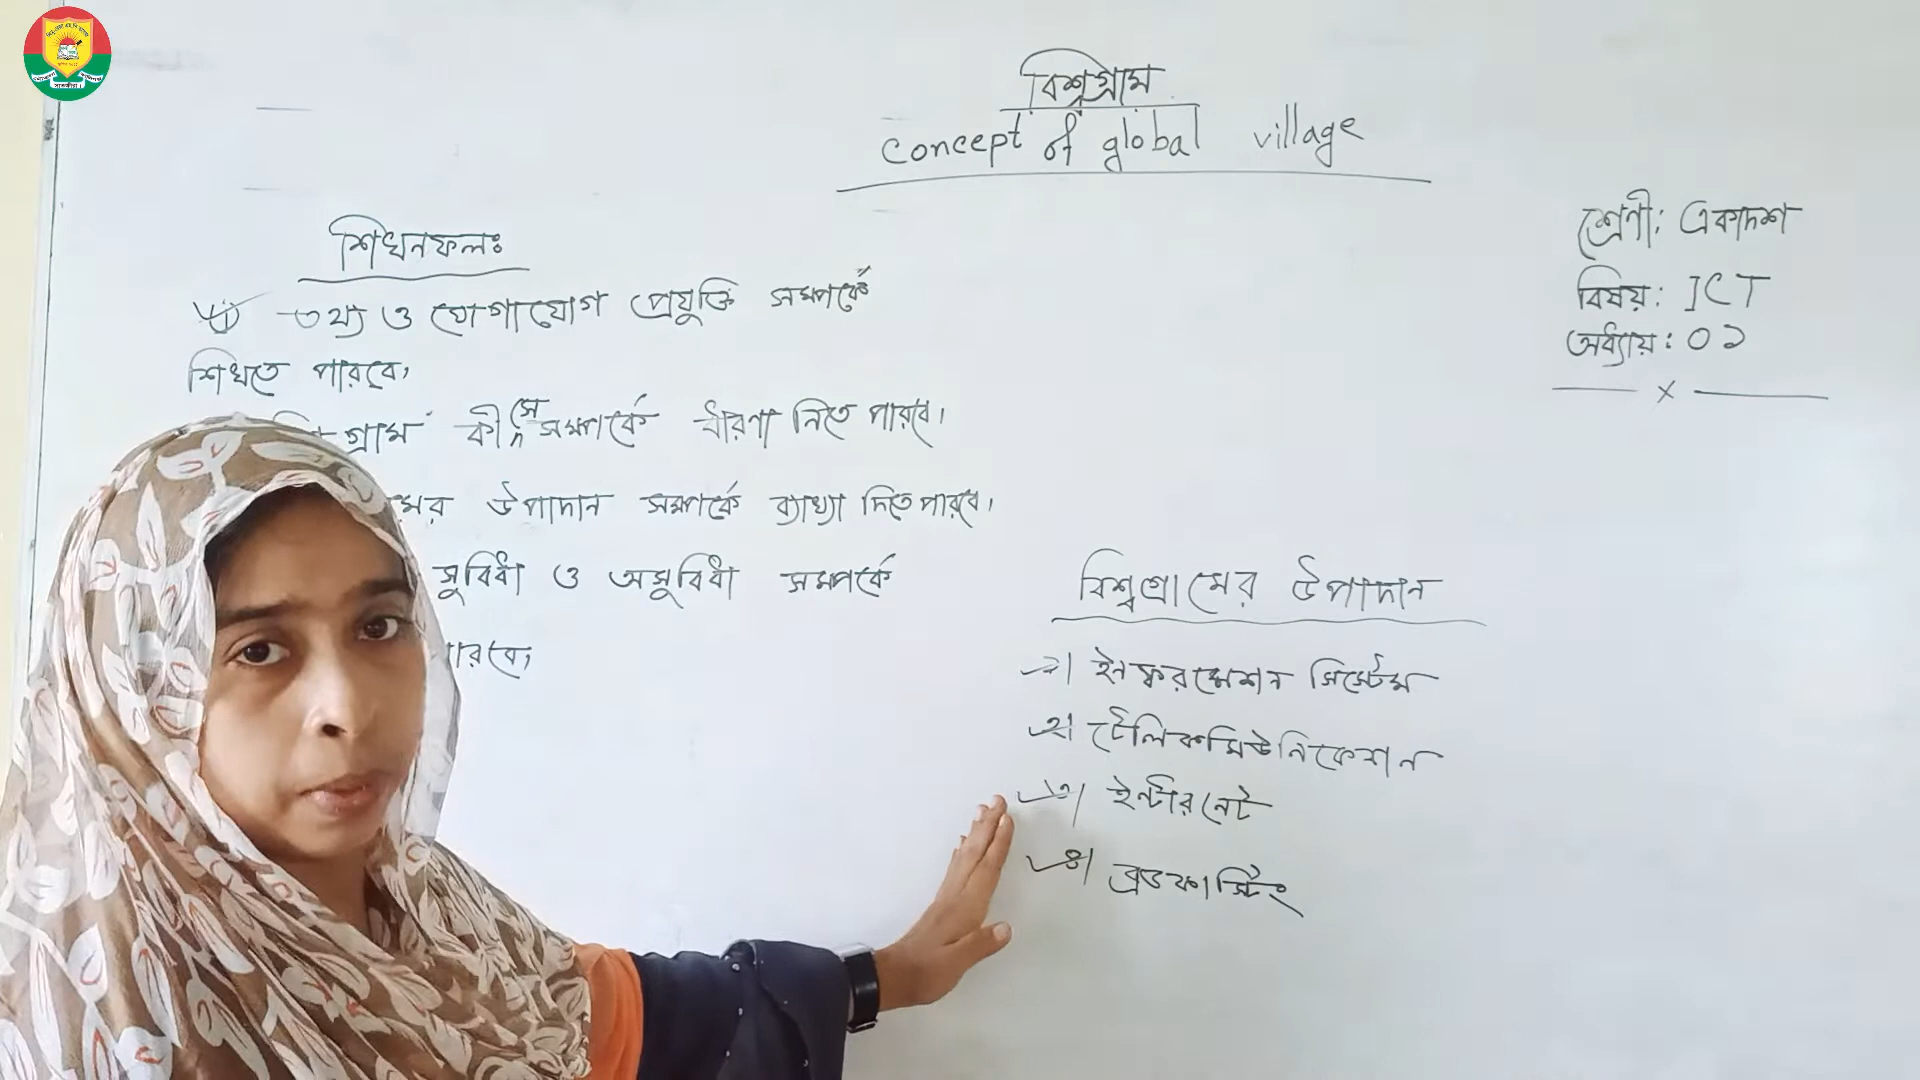 বিশ্বগ্রাম
concept of global village
শ্রেণী: একাদশ
বিষয়: ICT
অধ্যায়: ০১
x
শিখনফলঃ
তথ্য ও যোগাযোগ প্রযুক্তি সম্পর্কে
শিখতে পারবে,
গ্রাম কী সে সম্পর্কে ধারণা নিতে পারবে।
মের উপাদান সম্পর্কে ব্যাখ্যা দিতে পারবে।
সুবিধা ও অসুবিধা সম্পর্কে
পারবে,
বিশ্বগ্রামের উপাদান
১। ইনফরমেশন সিস্টেম
২। টেলিকমিউনিকেশন
৩। ইন্টারনেট
৪। ব্রডকাস্টিং